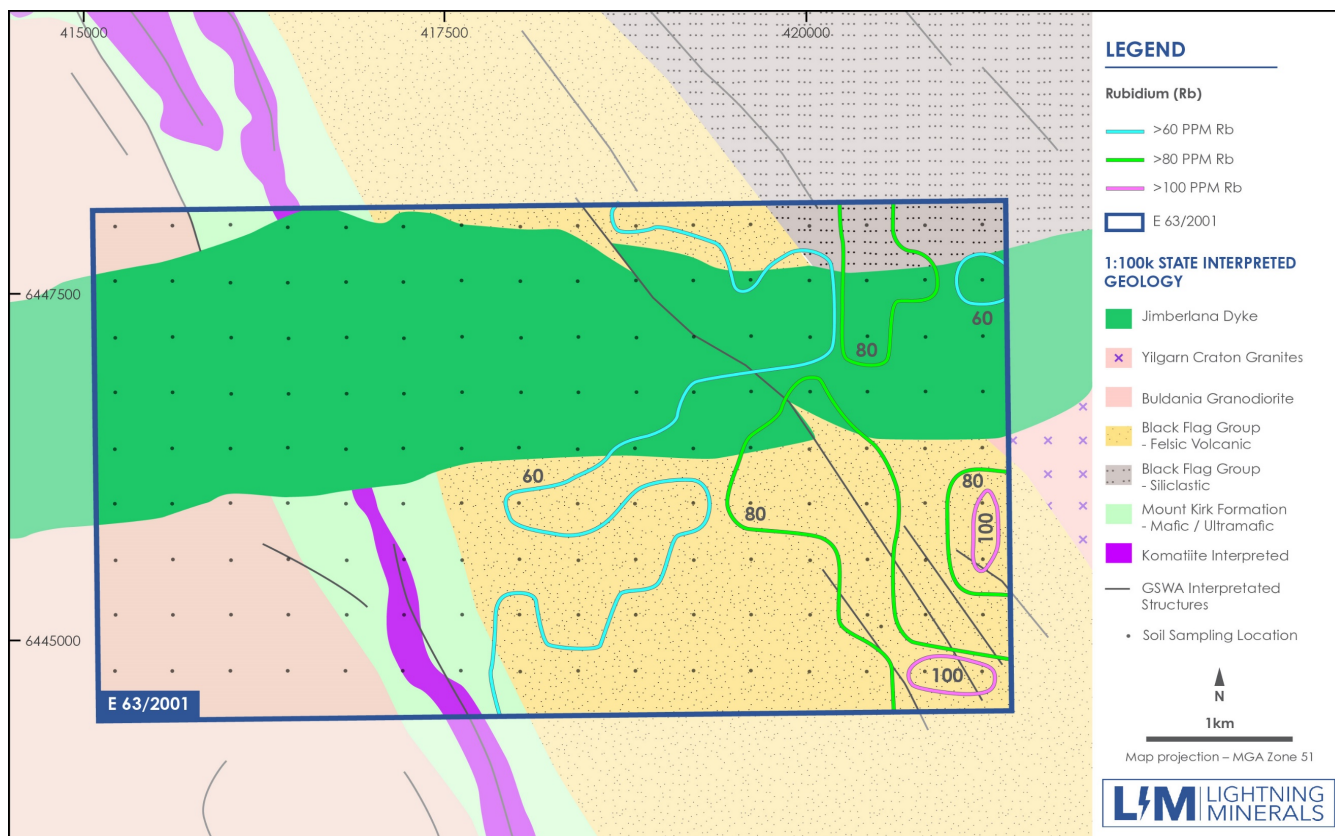 415000
417500
420000
6447500
6445000
60
80
60
80
80
100
100
E 63/2001
LEGEND
Rubidium (Rb)
>60 PPM Rb
>80 PPM Rb
>100 PPM Rb
E 63/2001
1:100k STATE INTERPRETED
GEOLOGY
Jimberlana Dyke
Yilgarn Craton Granites
Buldania Granodiorite
Black Flag Group
- Felsic Volcanic
Black Flag Group
- Siliclastic
Mount Kirk Formation
- Mafic / Ultramafic
Komatiite Interpreted
GSWA Interpretated
Structures
Soil Sampling Location
N
1km
Map projection – MGA Zone 51
LM
LIGHTNING
MINERALS